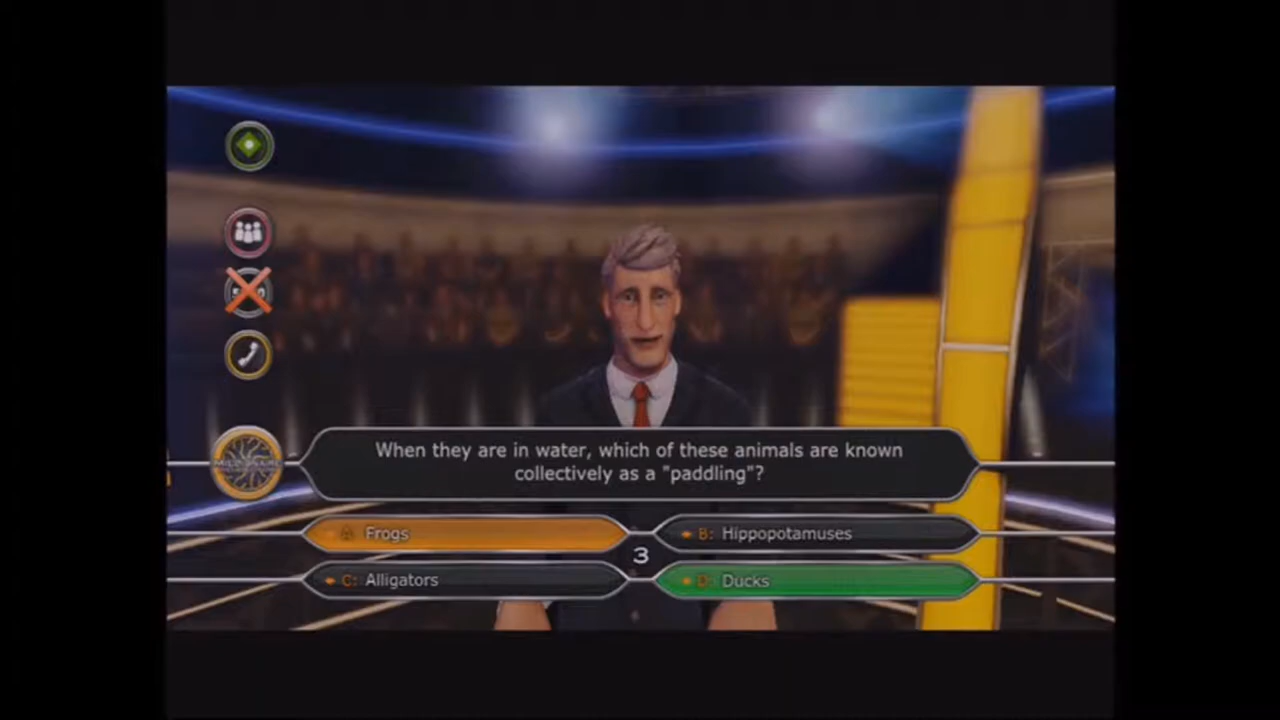 When they are in water, which of these animals are known
collectively as a "paddling"?
A: Frogs
B: Hippopotamuses
3
C: Alligators
D: Ducks